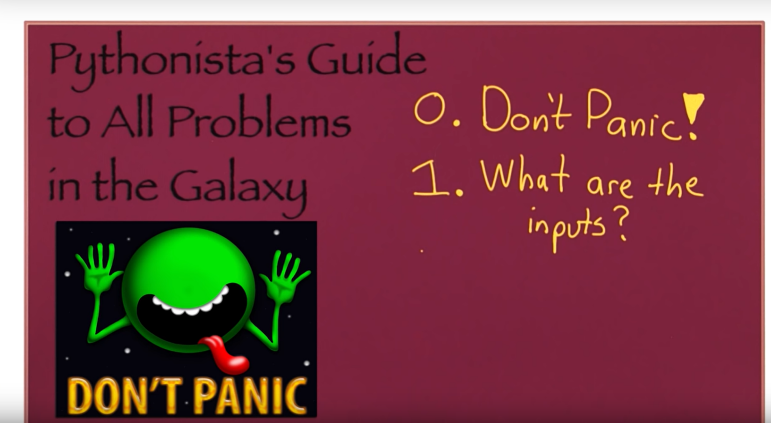 Pythonista's Guide
to All Problems
in the Galaxy
DON'T PANIC
0. Don't Panic!
1. What are the
inputs?